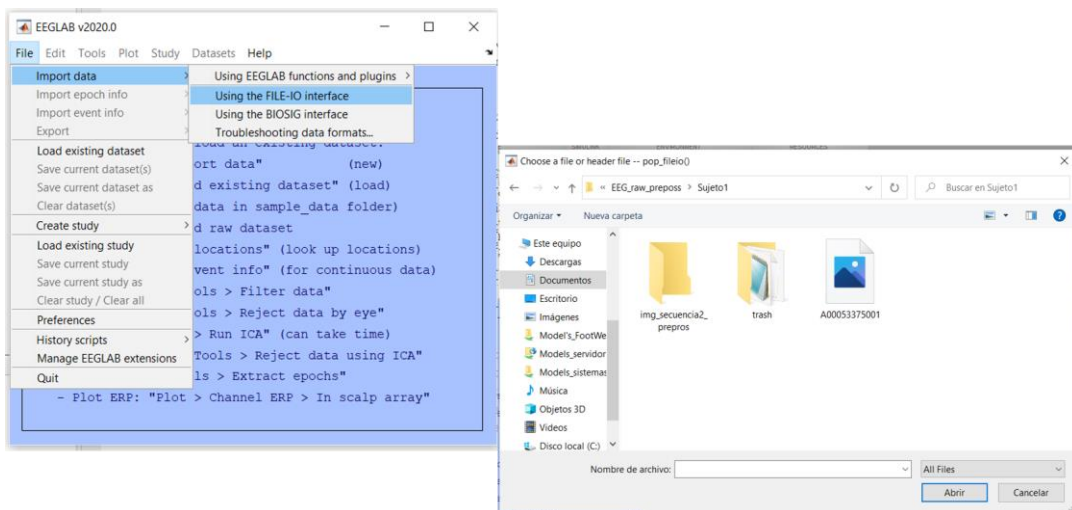 EEGLAB v2020.0
File Edit Tools Plot Study Datasets Help
Import data
Import epoch info
Import event info
Export
Load existing dataset
Save current dataset(s)
Save current dataset as
Clear dataset(s)
Create study
Load existing study
Save current study
Save current study as
Clear study / Clear all
Preferences
History scripts
Manage EEGLAB extensions
Quit
Using EEGLAB functions and plugins
Using the FILE-IO interface
Using the BIOSIG interface
Troubleshooting data formats...
load an existing dataset:
ort data" (new)
d existing dataset" (load)
data in sample_data folder)
d raw dataset
locations" (look up locations)
vent info" (for continuous data)
ols > Filter data"
ols > Reject data by eye"
> Run ICA" (can take time)
Tools > Reject data using ICA"
ls > Extract epochs"
- Plot ERP: "Plot > Channel ERP > In scalp array"
Choose a file or header file -- pop_fileio()
« EEG_raw_preposs > Sujeto1
Buscar en Sujeto1
Organizar
Nueva carpeta
Este equipo
Descargas
Documentos
Escritorio
Imágenes
Model's_FootWe
Models_servidor
Models_sistemas
Música
Objetos 3D
Videos
Disco local (C:)
img_secuencia2_
prepros
trash
A00053375001
Nombre de archivo:
All Files
Abrir
Cancelar